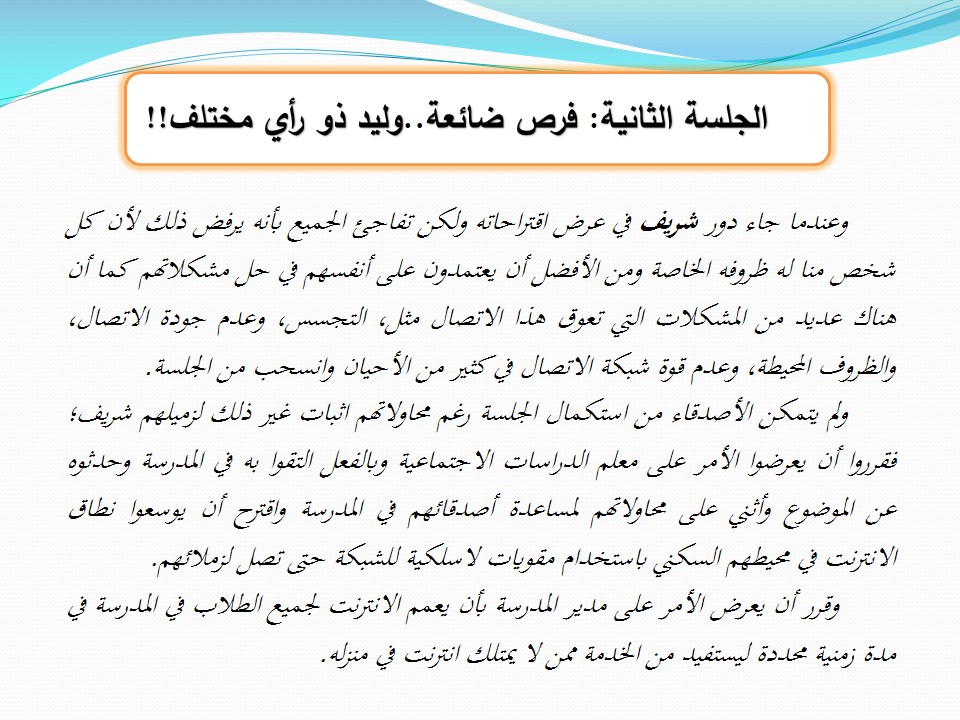 الجلسة الثانية: فرص ضائعة..وليد ذو رأي مختلف!!
وعندما جاء دور شريف في عرض اقتراحاته ولكن تفاجئ الجميع بأنه يرفض ذلك لأن كل
شخص منا له ظروفه الخاصة ومن الأفضل أن يعتمدون على أنفسهم في حل مشكلاتهم كما أن
هناك عديد من المشكلات التي تعوق هذا الاتصال مثل، التجسس، وعدم جودة الاتصال،
والظروف المحيطة، وعدم قوة شبكة الاتصال في كثير من الأحيان وانسحب من الجلسة.
ولم يتمكن الأصدقاء من استكمال الجلسة رغم محاولاتهم اثبات غير ذلك لزميلهم شريف؛
فقرروا أن يعرضوا الأمر على معلم الدراسات الاجتماعية وبالفعل التقوا به في المدرسة وحدثوه
عن الموضوع وأثني على محاولاتهم لمساعدة أصدقائهم في المدرسة واقترح أن يوسعوا نطاق
الانترنت في محيطهم السكني باستخدام مقويات لاسلكية للشبكة حتى تصل لزملائهم.
وقرر أن يعرض الأمر على مدير المدرسة بأن يعمم الانترنت لجميع الطلاب في المدرسة في
مدة زمنية محددة ليستفيد من الخدمة ممن لا يمتلك انترنت في منزله.